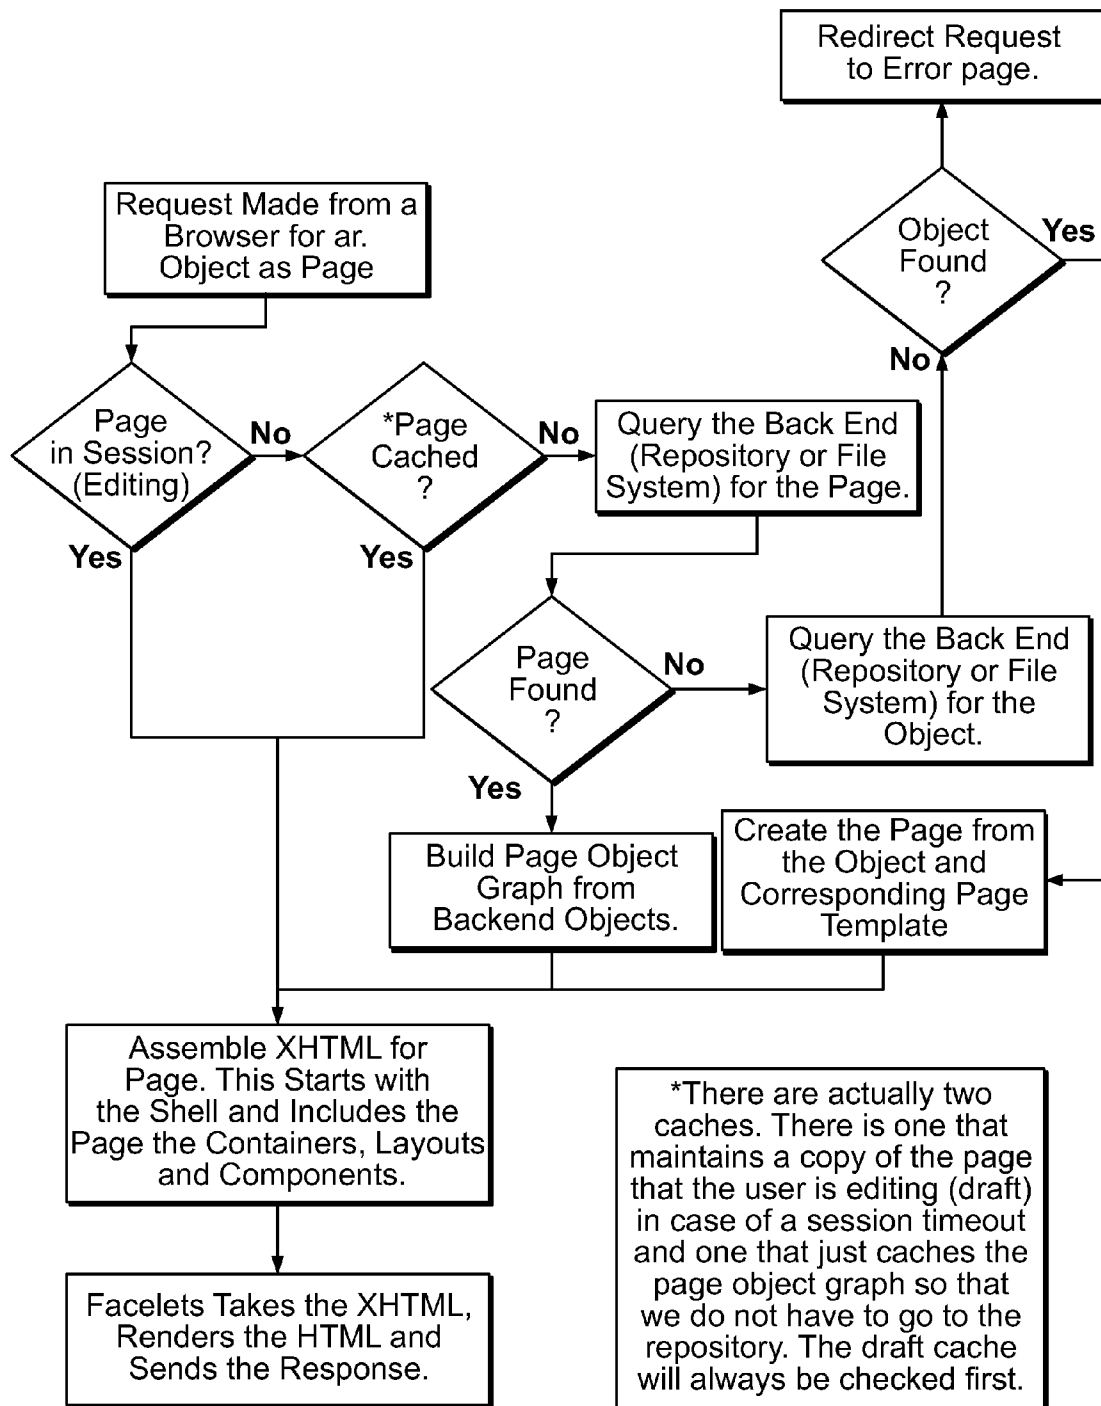 Redirect Request
to Error page.
Request Made from a
Browser for ar.
Object as Page
Object
Found
?
Yes
No
Page
in Session?
(Editing)
No
Yes
*Page
Cached
?
No
Yes
Query the Back End
(Repository or File
System) for the Page.
Page
Found
?
No
Yes
Query the Back End
(Repository or File
System) for the
Object.
Build Page Object
Graph from
Backend Objects.
Create the Page from
the Object and
Corresponding Page
Template
Assemble XHTML for
Page. This Starts with
the Shell and Includes the
Page the Containers, Layouts
and Components.
Facelets Takes the XHTML,
Renders the HTML and
Sends the Response.
*There are actually two
caches. There is one that
maintains a copy of the page
that the user is editing (draft)
in case of a session timeout
and one that just caches the
page object graph so that
we do not have to go to the
repository. The draft cache
will always be checked first.